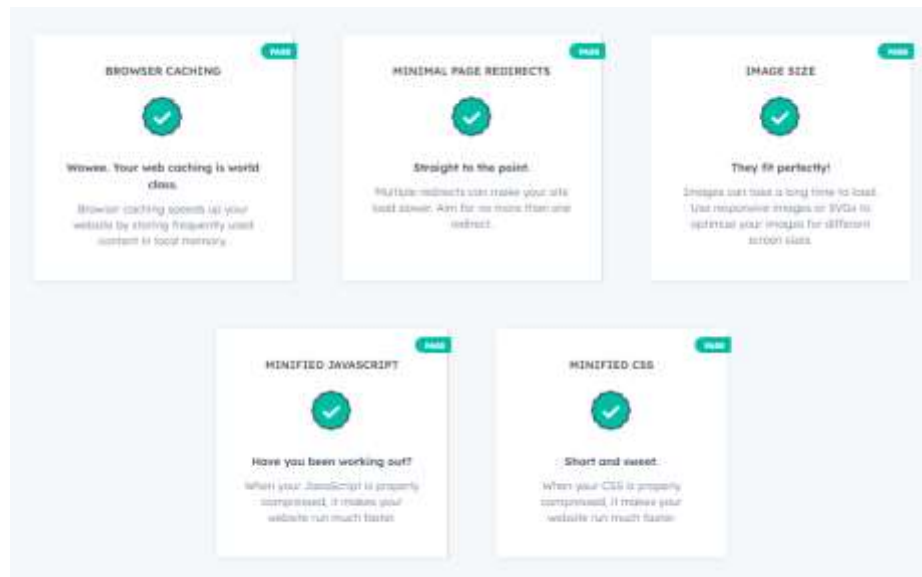 PAGE
BROWSER CACHING
Wowee. Your web caching is world
class.
Browser caching speeds up your
website by storing frequently used
content in local memory.
PAGE
MINIMAL PAGE REDIRECTS
Straight to the point.
Multiple redirects can make your site
load slower. Aim for no more than one
redirect.
PAGE
IMAGE SIZE
They fit perfectly!
Images can take a long time to load.
Use responsive images or SVGs to
optimize your images for different
screen sizes.
PAGE
MINIFIED JAVASCRIPT
Have you been working out?
When your JavaScript is properly
compressed, it makes your
website run much faster.
PAGE
MINIFIED CSS
Short and sweet.
When your CSS is properly
compressed, it makes your
website run much faster.